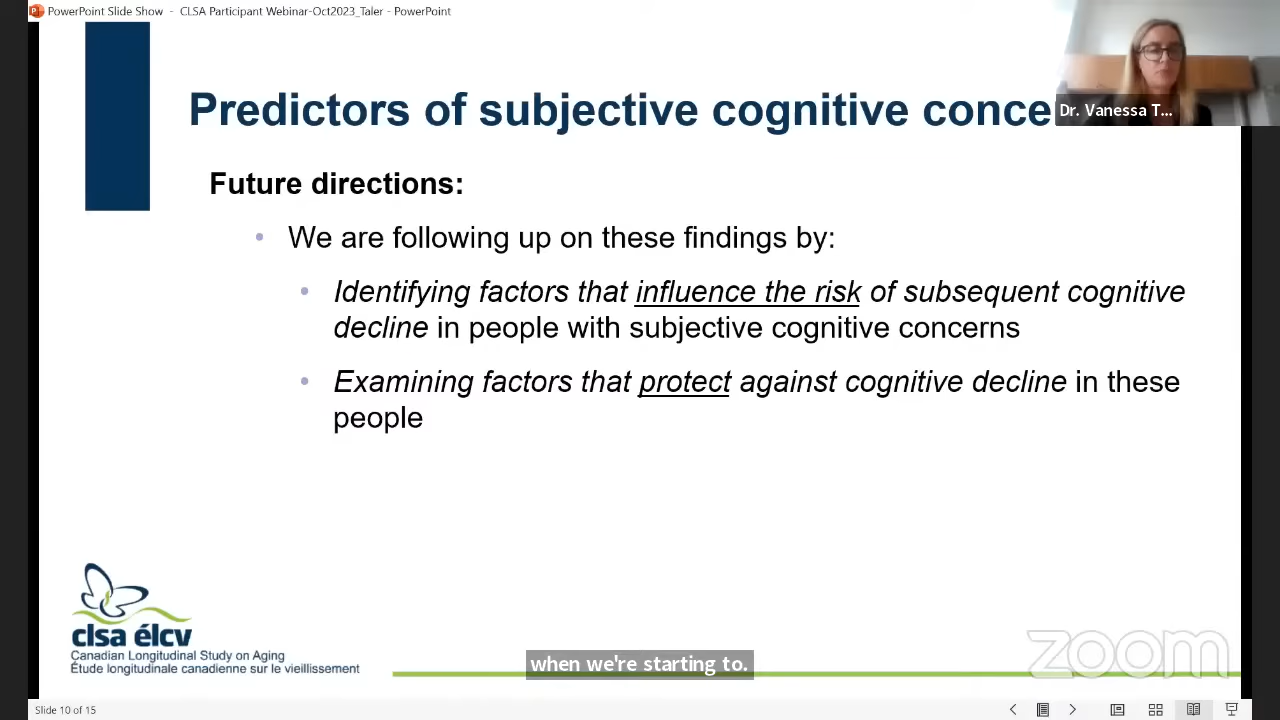 PowerPoint Slide Show - CLSA Participant Webinar-Oct2023_Taler - PowerPoint
Predictors of subjective cognitive conce
Dr. Vanessa T...
Future directions:
• We are following up on these findings by:
• Identifying factors that influence the risk of subsequent cognitive
decline in people with subjective cognitive concerns
• Examining factors that protect against cognitive decline in these
people
clsa élcv
Canadian Longitudinal Study on Aging
Étude longitudinale canadienne sur le vieillissement
when we're starting to.
zoom
Slide 10 of 15